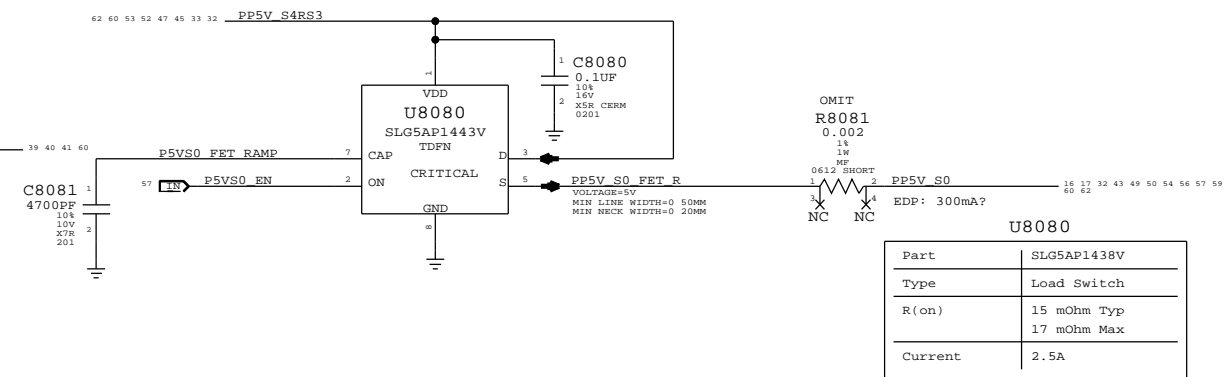 62 60 53 52 47 45 33 32 PP5V_S4RS3
1 C8080
0.1UF
10%
16V
2 X5R CERM
0201
1
VDD
U8080
SLG5AP1443V
TDFN
CRITICAL
39 40 41 60
P5VS0_FET_RAMP 7 CAP
57 IN P5VS0_EN 2 ON
D 3
S 5 PP5V_S0_FET_R
VOLTAGE=5V
MIN LINE WIDTH=0 50MM
MIN NECK WIDTH=0 20MM
GND
8
C8081 1
4700PF
10%
10V
X7R 2
201
OMIT
R8081
0.002
1%
1W
MF
0612 SHORT
1 2 PP5V_S0 16 17 32 43 49 50 54 56 57 59
60 62
3 4
NC NC
EDP: 300mA?
U8080
Part SLG5AP1438V
Type Load Switch
R(on) 15 mOhm Typ
17 mOhm Max
Current 2.5A